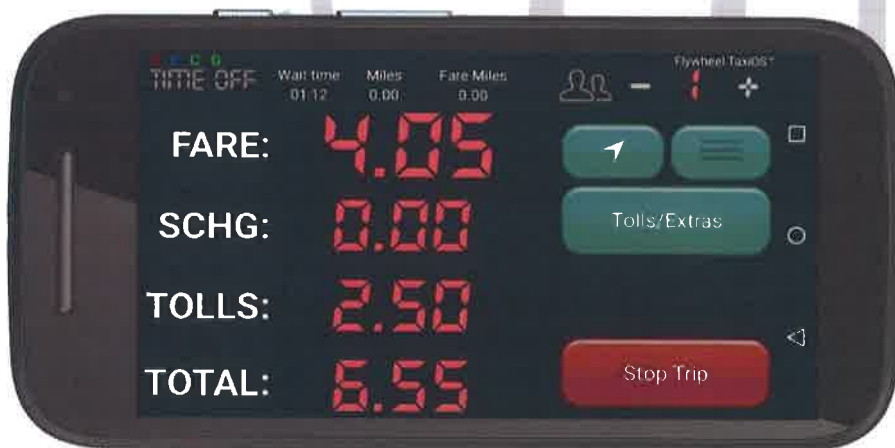 TIME OFF
Wait time
01:12
Miles
0.00
Fare Miles
0.00
1
Flywheel TaxiOS
FARE: 4.05
SCHG: 0.00
Tolls/Extras
TOLLS: 2.50
TOTAL: 6.55
Stop Trip